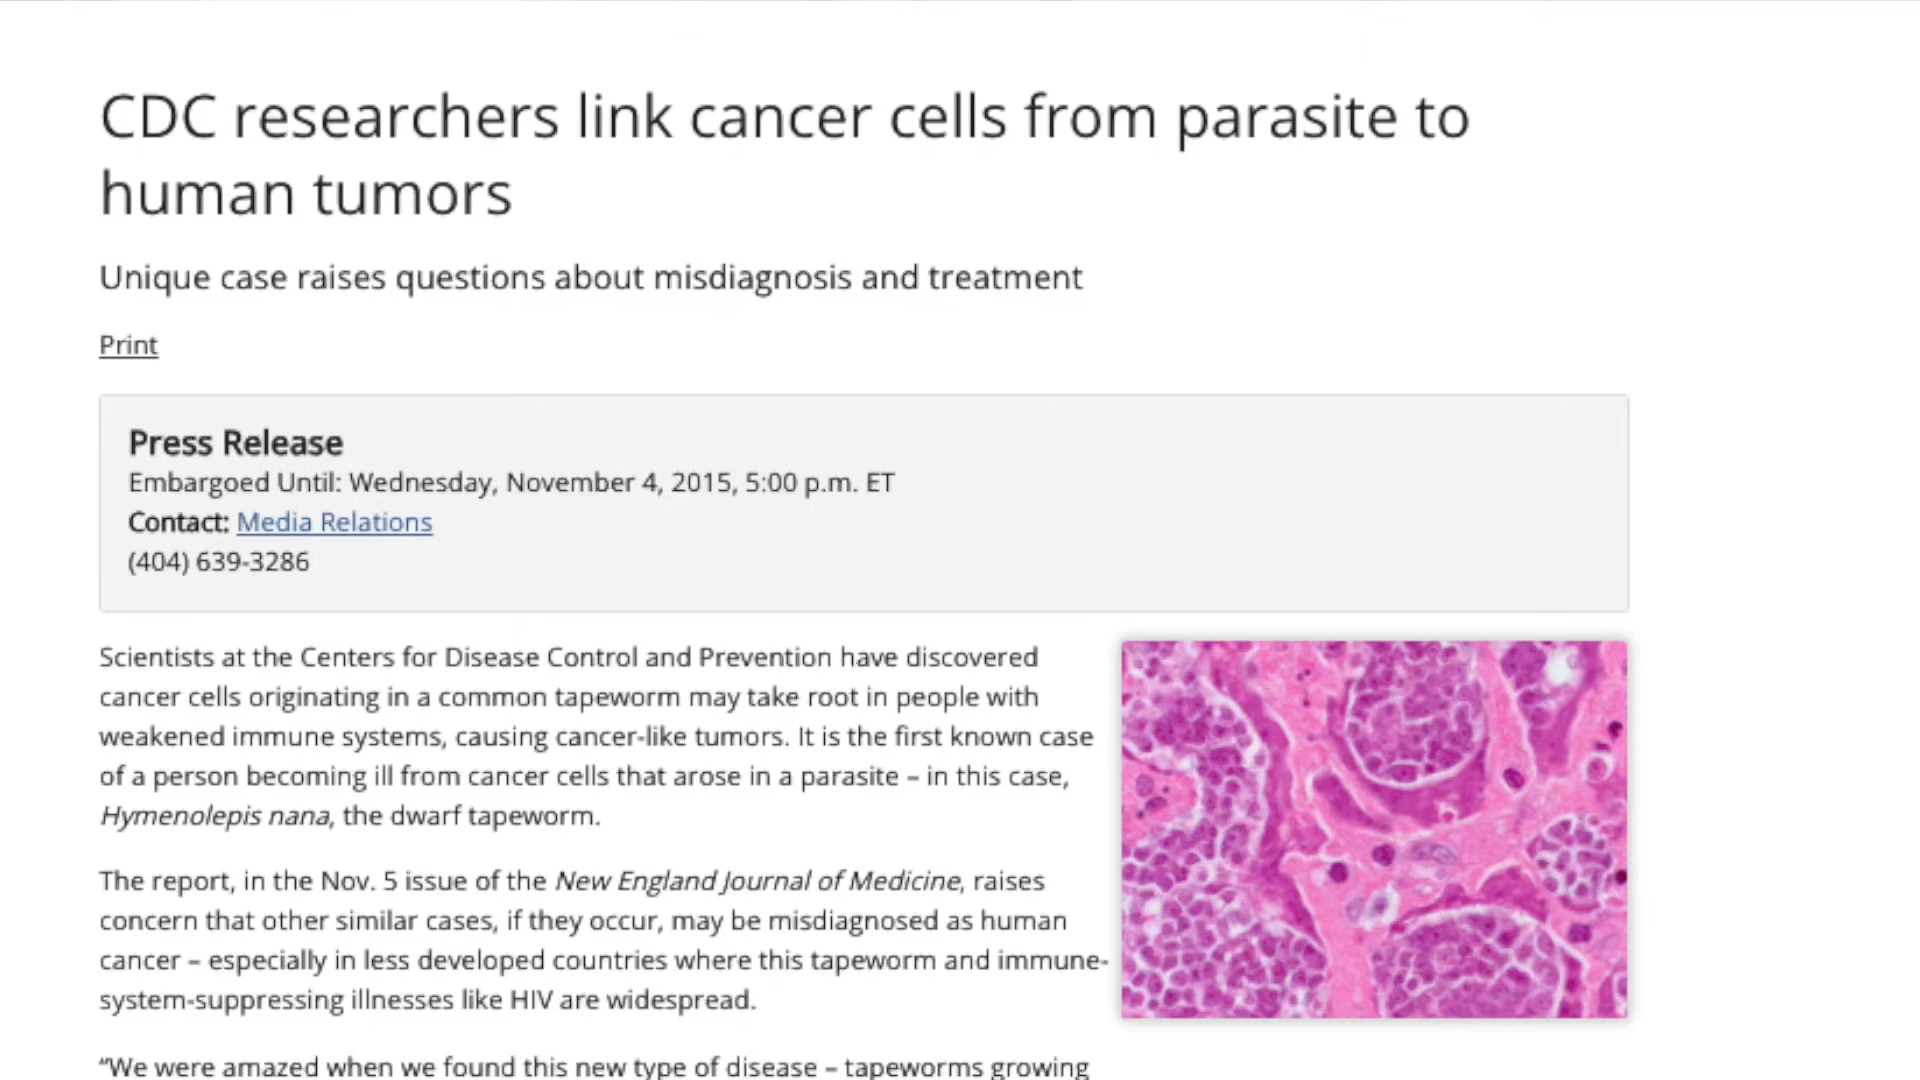 CDC researchers link cancer cells from parasite to
human tumors
Unique case raises questions about misdiagnosis and treatment
Print
Press Release
Embargoed Until: Wednesday, November 4, 2015, 5:00 p.m. ET
Contact: Media Relations
(404) 639-3286
Scientists at the Centers for Disease Control and Prevention have discovered
cancer cells originating in a common tapeworm may take root in people with
weakened immune systems, causing cancer-like tumors. It is the first known case
of a person becoming ill from cancer cells that arose in a parasite – in this case,
Hymenolepis nana, the dwarf tapeworm.
The report, in the Nov. 5 issue of the New England Journal of Medicine, raises
concern that other similar cases, if they occur, may be misdiagnosed as human
cancer – especially in less developed countries where this tapeworm and immune-
system-suppressing illnesses like HIV are widespread.
“We were amazed when we found this new type of disease – tapeworms growing